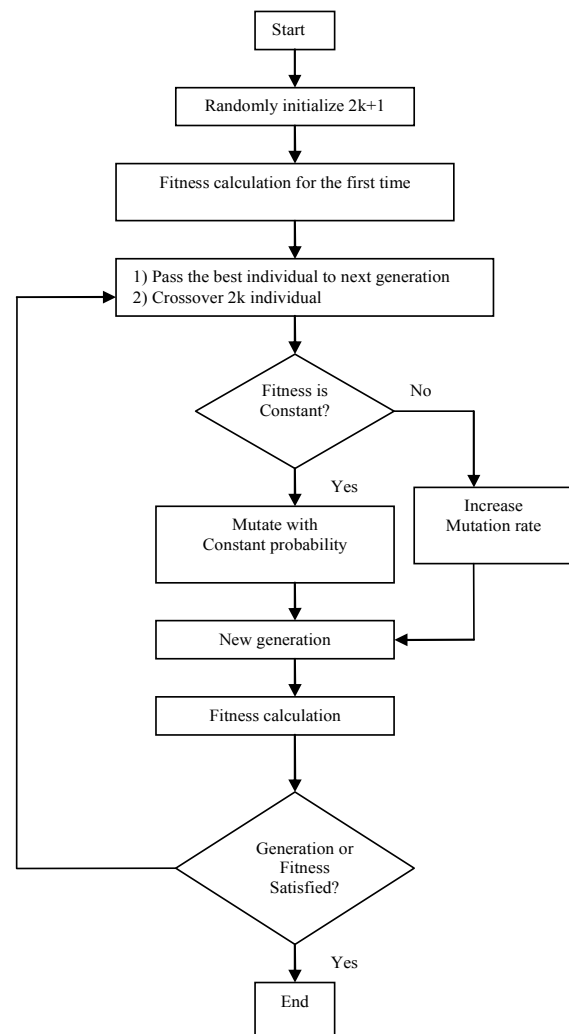 Start
Randomly initialize 2k+1
Fitness calculation for the first time
1) Pass the best individual to next generation
2) Crossover 2k individual
Fitness is
Constant?
No
Yes
Increase
Mutation rate
Mutate with
Constant probability
New generation
Fitness calculation
Generation or
Fitness
Satisfied?
Yes
End